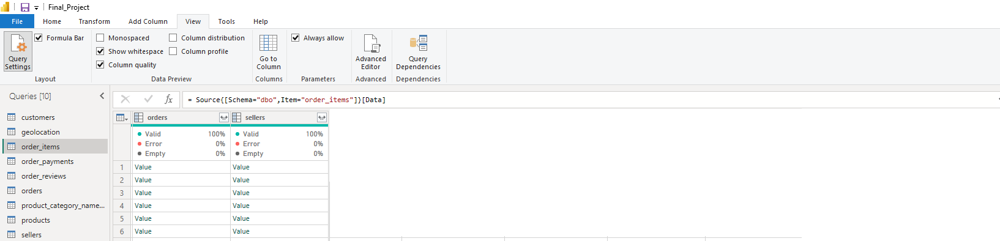 Final_Project
File Home Transform Add Column View Tools Help
Formula Bar Monospaced Column distribution Always allow
Show whitespace Column profile
Query Settings Column quality Go to Column Advanced Editor Query Dependencies
Layout Data Preview Columns Parameters Advanced Dependencies
Queries [10] fx = Source{[Schema="dbo",Item="order_items"]}[Data]
customers orders sellers
geolocation Valid 100% Valid 100%
order_items Error 0% Error 0%
Empty 0% Empty 0%
order_payments 1 Value Value
order_reviews 2 Value Value
orders 3 Value Value
product_category_name... 4 Value Value
products 5 Value Value
sellers 6 Value Value